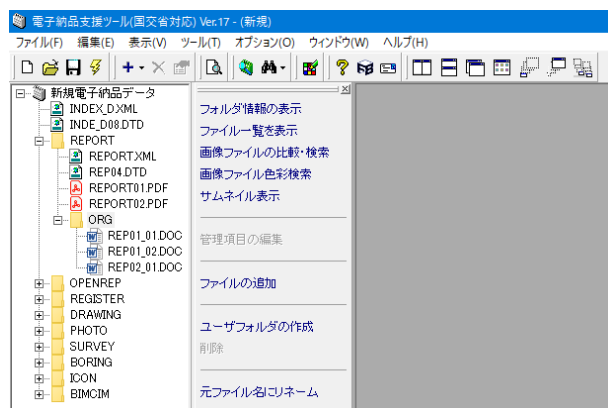 電子納品支援ツール(国交省対応) Ver.17 - (新規)
ファイル(F) 編集(E) 表示(V) ツール(T) オプション(O) ウィンドウ(W) ヘルプ(H)
新規電子納品データ
INDEX_D.XML
INDE_D08.DTD
REPORT
REPORT.XML
REP04.DTD
REPORT01.PDF
REPORT02.PDF
ORG
REP01_01.DOC
REP01_02.DOC
REP02_01.DOC
OPENREP
REGISTER
DRAWING
PHOTO
SURVEY
BORING
ICON
BIMCIM
フォルダ情報の表示
ファイル一覧を表示
画像ファイルの比較・検索
画像ファイル色彩検索
サムネイル表示
管理項目の編集
ファイルの追加
ユーザフォルダの作成
削除
元ファイル名にリネーム